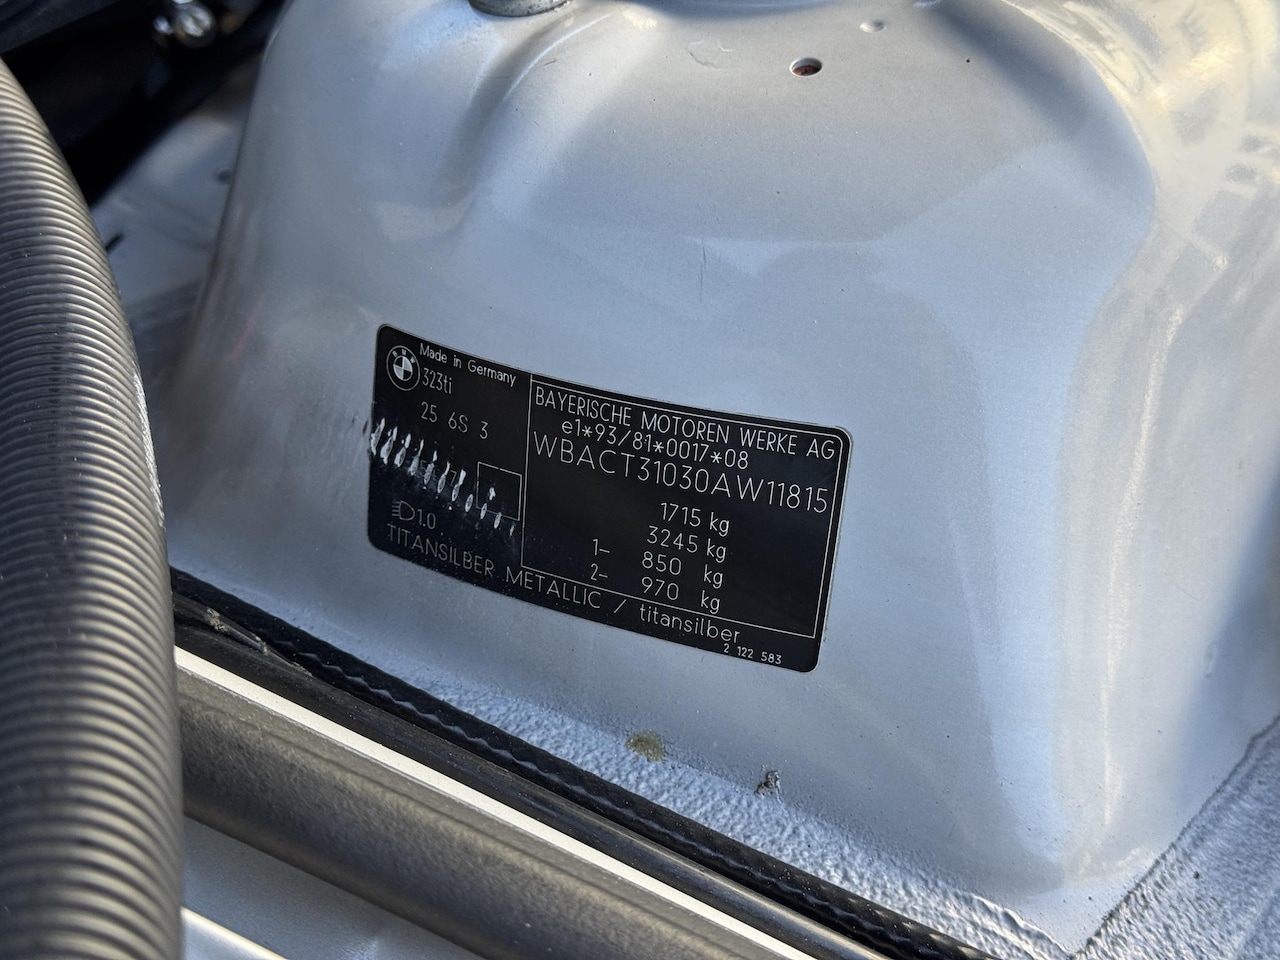 BMW
Made in Germany
323ti
25 6S 3
1.0
TITANSILBER METALLIC / titansilber
BAYERISCHE MOTOREN WERKE AG
e1*93/81*0017*08
WBACT31030AW11815
1715 kg
3245 kg
1- 850 kg
2- 970 kg
2 122 583